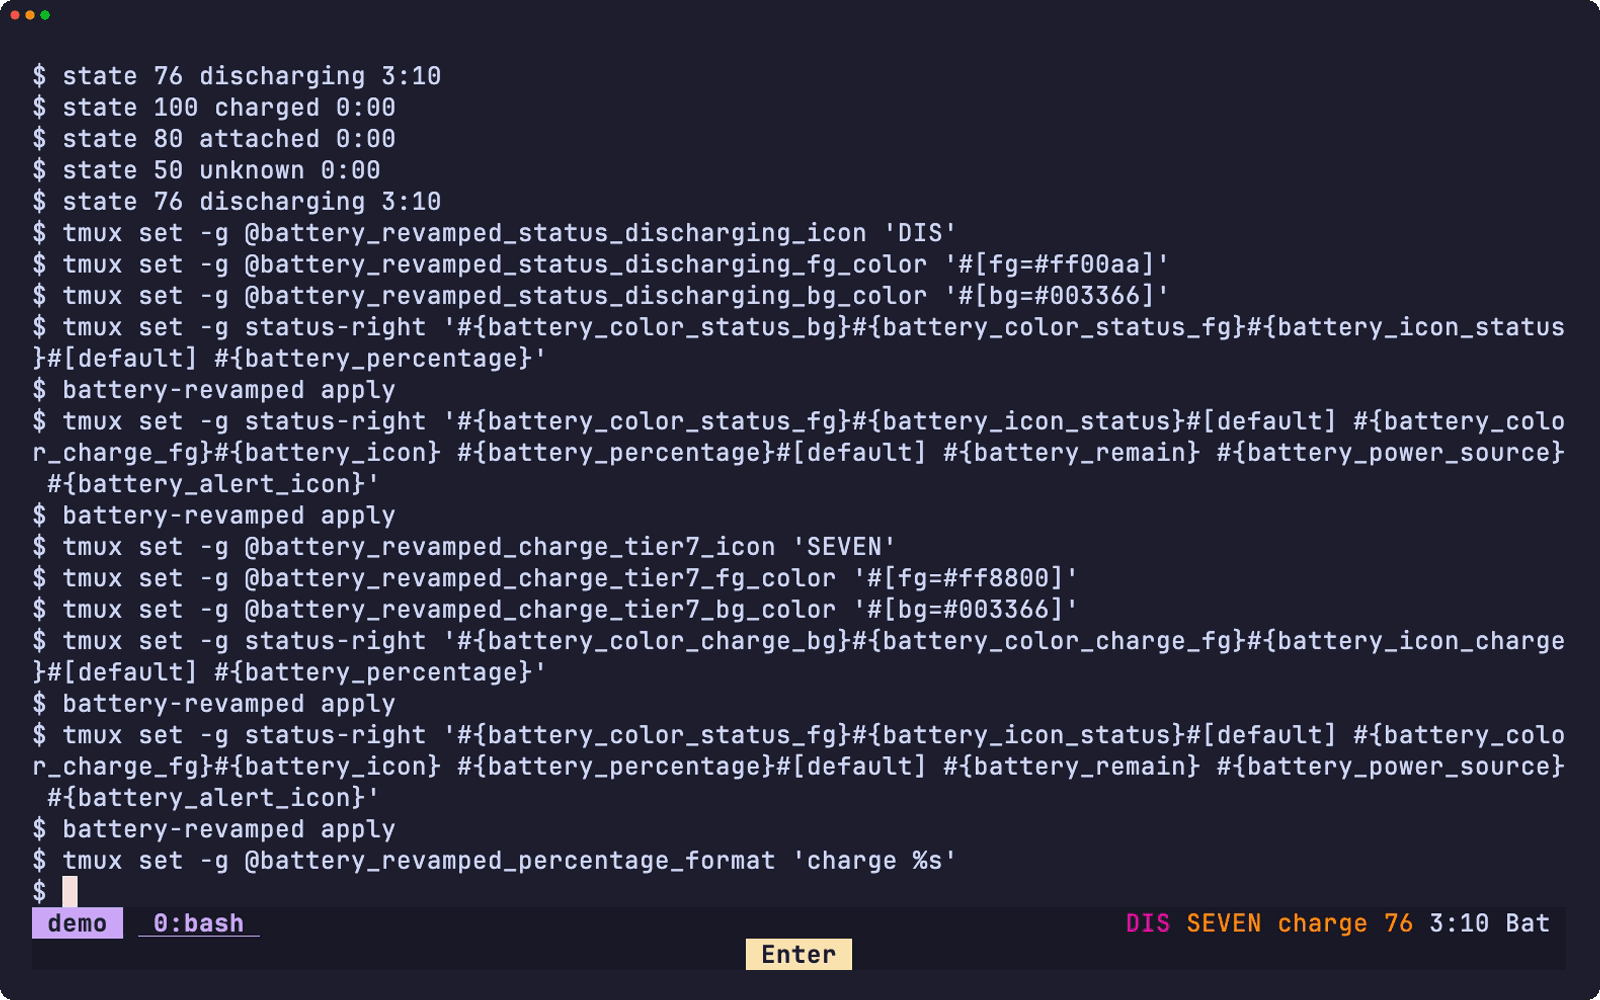 $ state 76 discharging 3:10
$ state 100 charged 0:00
$ state 80 attached 0:00
$ state 50 unknown 0:00
$ state 76 discharging 3:10
$ tmux set -g @battery_revamped_status_discharging_icon 'DIS'
$ tmux set -g @battery_revamped_status_discharging_fg_color '#[fg=#ff00aa]'
$ tmux set -g @battery_revamped_status_discharging_bg_color '#[bg=#003366]'
$ tmux set -g status-right '#{battery_color_status_bg}#{battery_color_status_fg}#{battery_icon_status
}#[default] #{battery_percentage}'
$ battery-revamped apply
$ tmux set -g status-right '#{battery_color_status_fg}#{battery_icon_status}#[default] #{battery_colo
r_charge_fg}#{battery_icon} #{battery_percentage}#[default] #{battery_remain} #{battery_power_source}
 #{battery_alert_icon}'
$ battery-revamped apply
$ tmux set -g @battery_revamped_charge_tier7_icon 'SEVEN'
$ tmux set -g @battery_revamped_charge_tier7_fg_color '#[fg=#ff8800]'
$ tmux set -g @battery_revamped_charge_tier7_bg_color '#[bg=#003366]'
$ tmux set -g status-right '#{battery_color_charge_bg}#{battery_color_charge_fg}#{battery_icon_charge
}#[default] #{battery_percentage}'
$ battery-revamped apply
$ tmux set -g status-right '#{battery_color_status_fg}#{battery_icon_status}#[default] #{battery_colo
r_charge_fg}#{battery_icon} #{battery_percentage}#[default] #{battery_remain} #{battery_power_source}
 #{battery_alert_icon}'
$ battery-revamped apply
$ tmux set -g @battery_revamped_percentage_format 'charge %s'
$
demo 0:bash DIS SEVEN charge 76 3:10 Bat
Enter